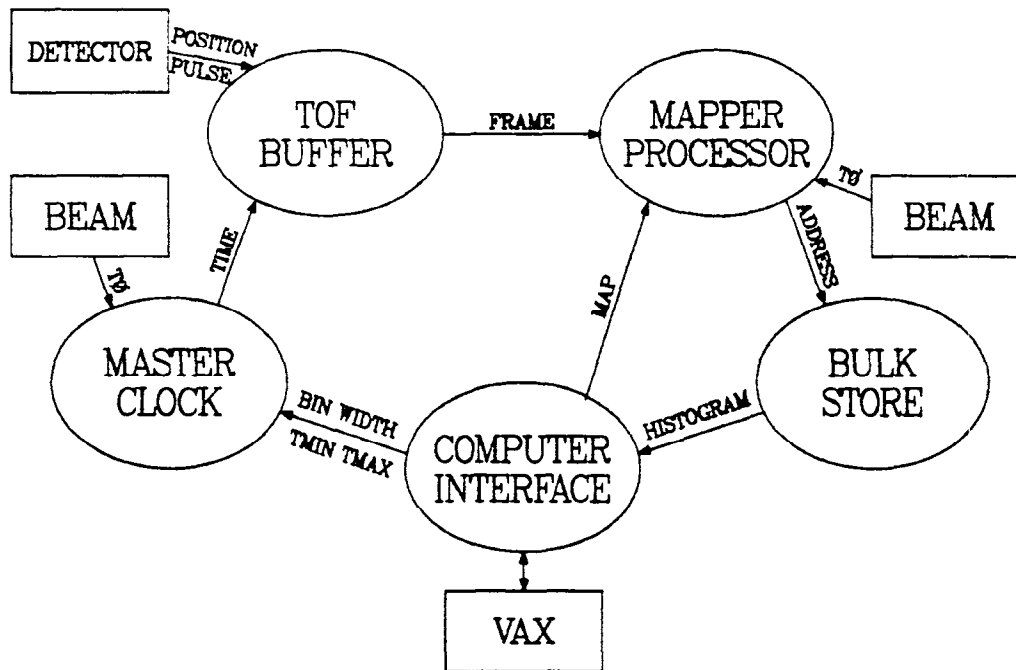 DETECTOR
POSITION
PULSE
TOF
BUFFER
FRAME
MAPPER
PROCESSOR
BEAM
TØ
TIME
TØ
BEAM
ADDRESS
MAP
MASTER
CLOCK
BIN WIDTH
TMIN TMAX
COMPUTER
INTERFACE
HISTOGRAM
BULK
STORE
VAX